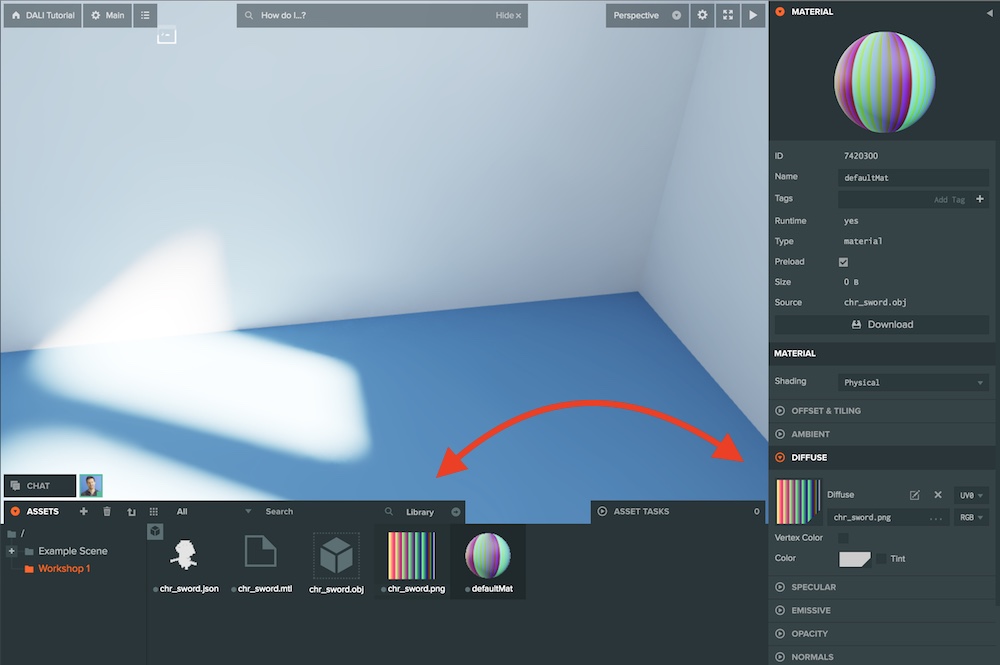 DALI Tutorial
Main
How do I...?
Hide ×
Perspective
MATERIAL
ID 7420300
Name defaultMat
Tags Add Tag +
Runtime yes
Type material
Preload
Size 0 B
Source chr_sword.obj
Download
MATERIAL
Shading Physical
OFFSET & TILING
AMBIENT
DIFFUSE
Diffuse UV0
chr_sword.png ... RGB
Vertex Color
Color Tint
SPECULAR
EMISSIVE
OPACITY
NORMALS
CHAT
ASSETS All Search Library
ASSET TASKS 0
/
Example Scene
Workshop 1
chr_sword.json chr_sword.mtl chr_sword.obj chr_sword.png defaultMat